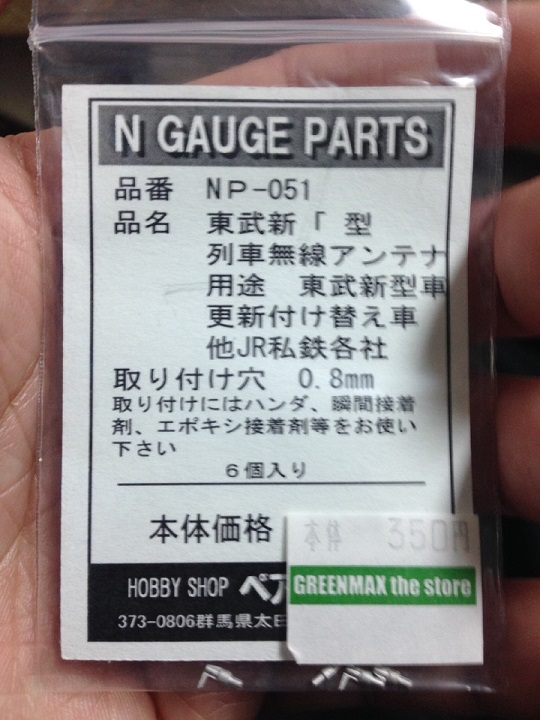 N GAUGE PARTS
品番 NP-051
品名 東武新「 型
列車無線アンテナ
用途 東武新型車
更新付け替え車
他JR私鉄各社
取り付け穴 0.8mm
取り付けにはハンダ、瞬間接着
剤、エポキシ接着剤等をお使い
下さい
6個入り
本体価格
本体 350円
GREENMAX the store
HOBBY SHOP ペア
373-0806群馬県太田